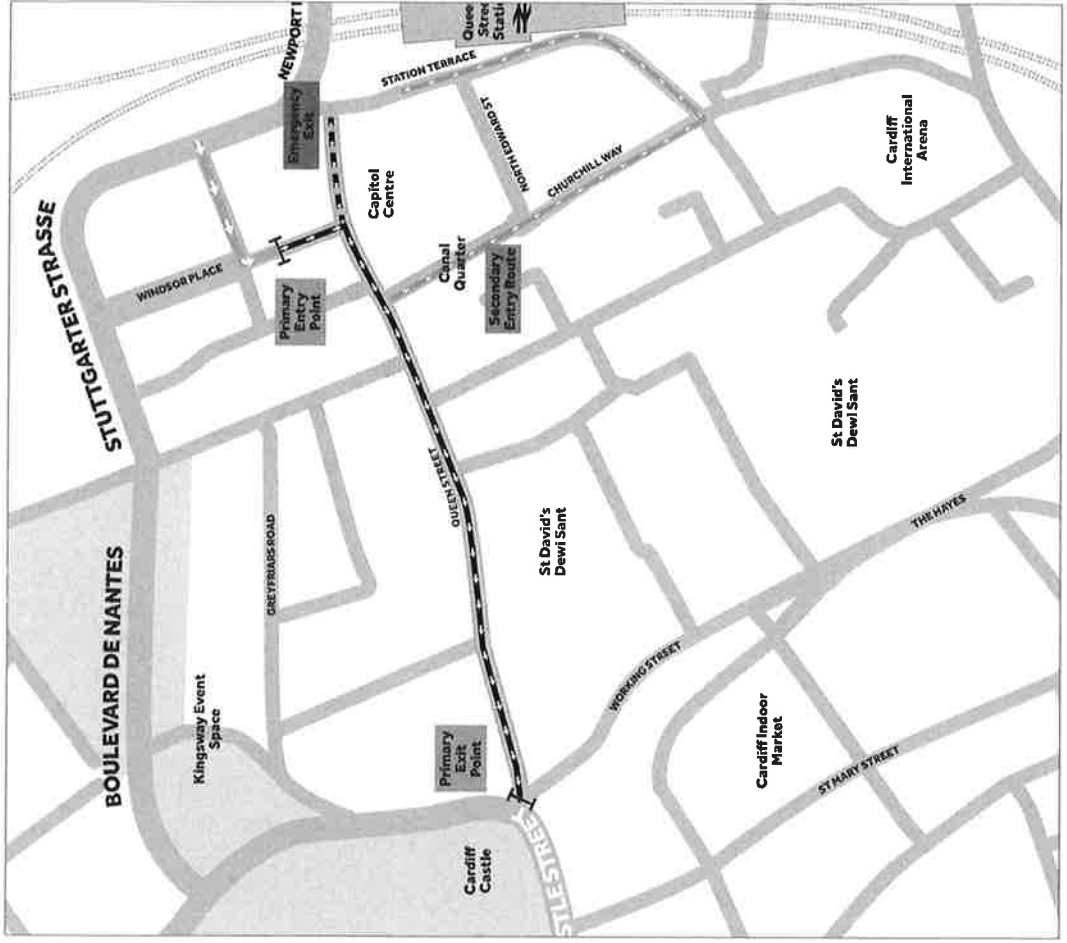 STUTTGARTER STRASSE
BOULEVARD DE NANTES
WINDSOR PLACE
Kingsway Event
Space
GREYFRIARS ROAD
NEWPORT
Emergency
Exit
Primary
Entry
Point
Capitol
Centre
STATION TERRACE
Quee
Stree
Stati
NORTH EDWARD ST
CHURCHILL WAY
Canal
Quarter
Secondary
Entry Route
QUEEN STREET
Primary
Exit
Point
Cardiff
Castle
STLE STREET
St David's
Dewi Sant
WORKING STREET
Cardiff Indoor
Market
ST MARY STREET
St David's
Dewi Sant
THE HAYES
Cardiff
International
Arena